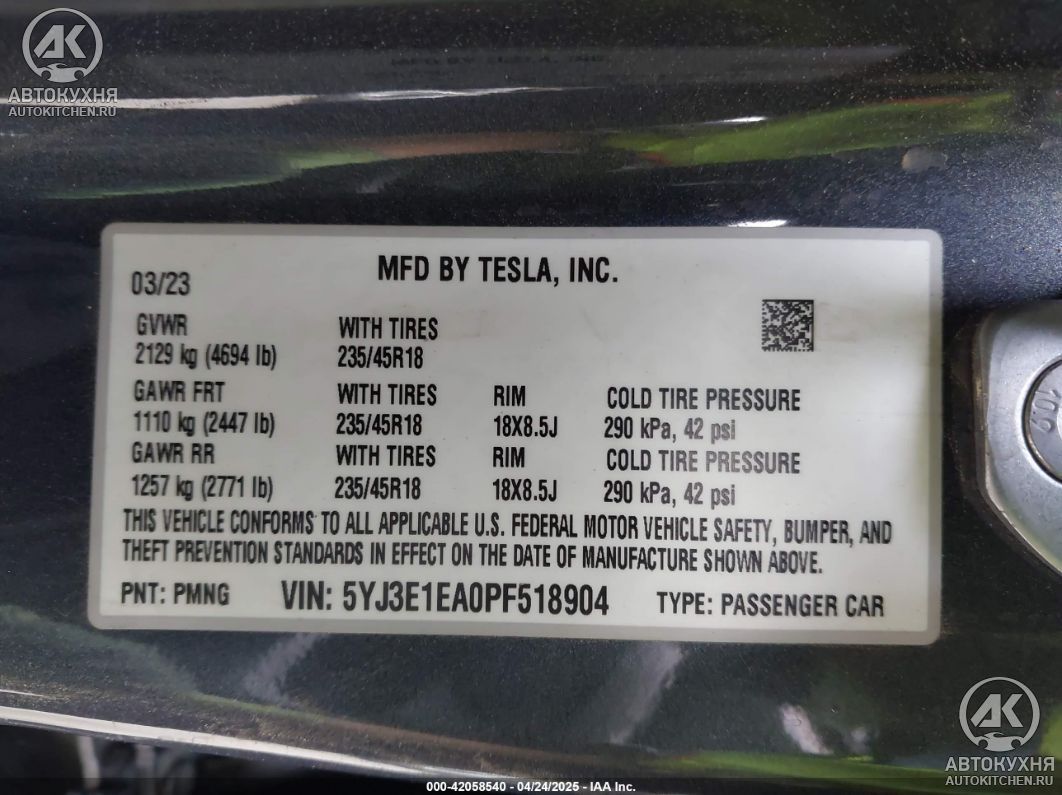 AK
АВТОКУХНЯ
AUTOKITCHEN.RU
MFD BY TESLA, INC.
03/23
GVWR WITH TIRES
2129 kg (4694 lb) 235/45R18
GAWR FRT WITH TIRES RIM COLD TIRE PRESSURE
1110 kg (2447 lb) 235/45R18 18X8.5J 290 kPa, 42 psi
GAWR RR WITH TIRES RIM COLD TIRE PRESSURE
1257 kg (2771 lb) 235/45R18 18X8.5J 290 kPa, 42 psi
THIS VEHICLE CONFORMS TO ALL APPLICABLE U.S. FEDERAL MOTOR VEHICLE SAFETY, BUMPER, AND
THEFT PREVENTION STANDARDS IN EFFECT ON THE DATE OF MANUFACTURE SHOWN ABOVE.
PNT: PMNG VIN: 5YJ3E1EA0PF518904 TYPE: PASSENGER CAR
AK
АВТОКУХНЯ
AUTOKITCHEN.RU
000-42058540 - 04/24/2025 - IAA Inc.